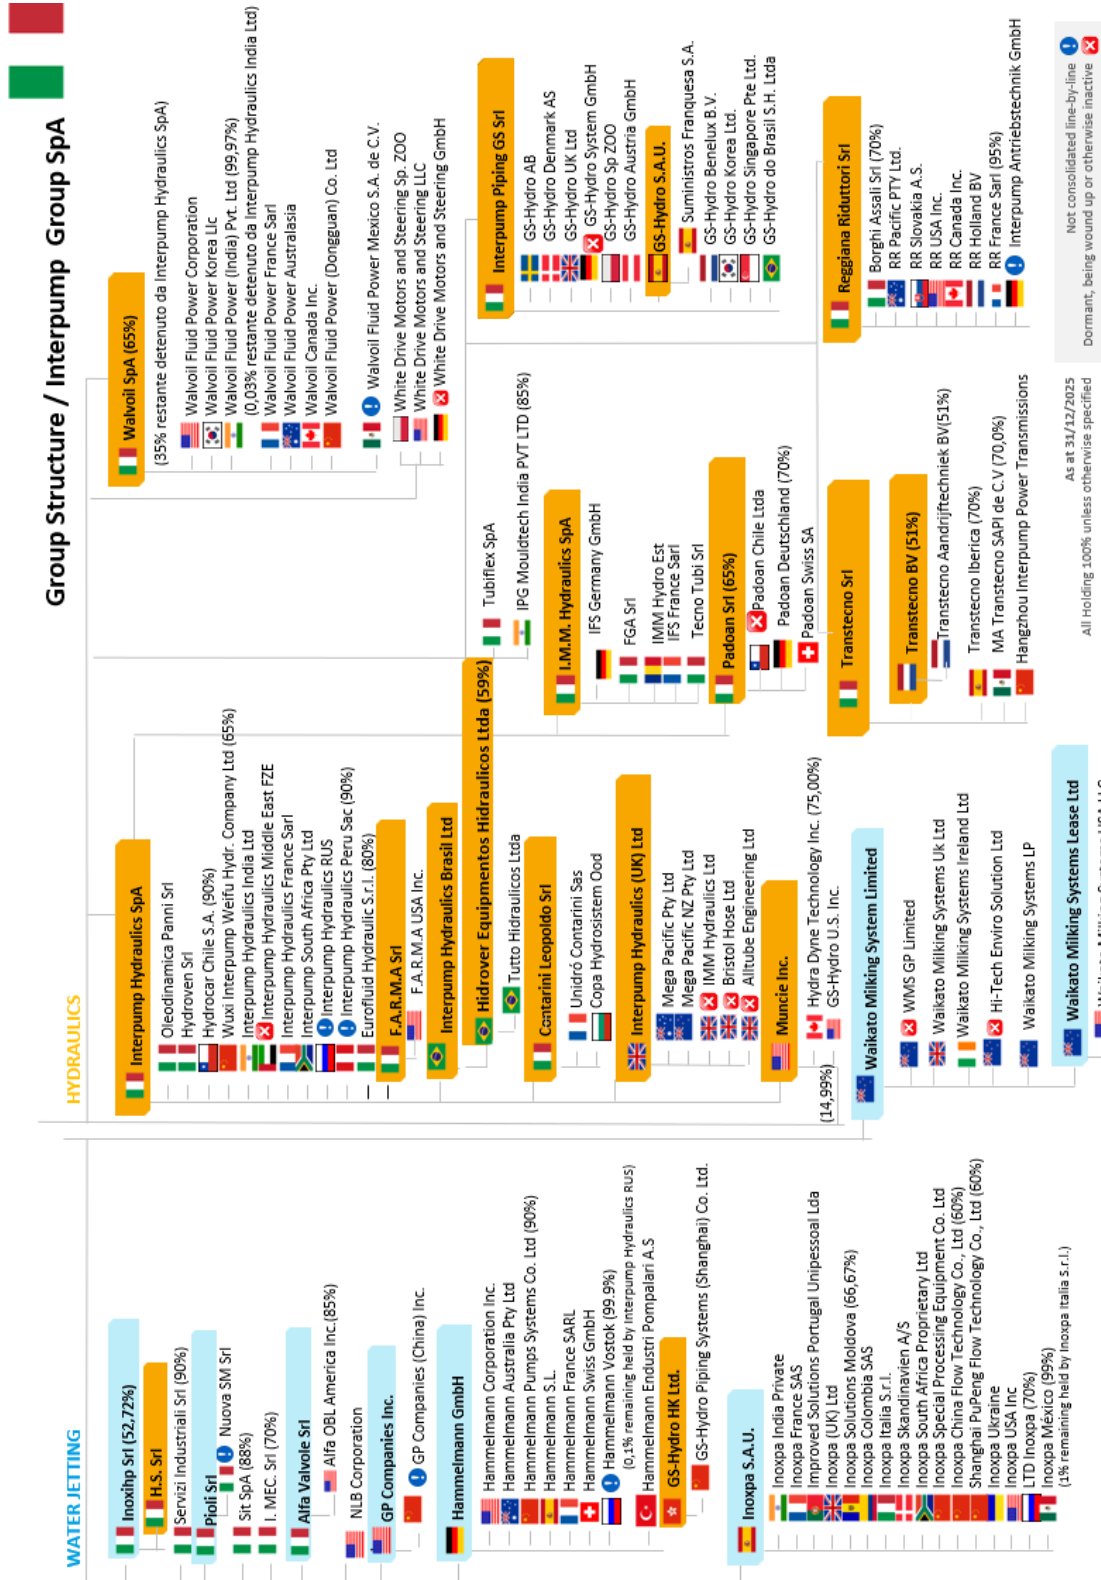 Group Structure / Interpump Group SpA
WATER JETTING
Inoxihp Srl (52,72%)
H.S. Srl
Servizi Industriali Srl (90%)
Pioli Srl
Nuova SM Srl
Sit SpA (88%)
I. MEC. Srl (70%)
Alfa Valvole Srl
Alfa OBL America Inc.(85%)
NLB Corporation
GP Companies Inc.
GP Companies (China) Inc.
Hammelmann GmbH
Hammelmann Corporation Inc.
Hammelmann Australia Pty Ltd
Hammelmann Pumps Systems Co. Ltd (90%)
Hammelmann S.L.
Hammelmann France SARL
Hammelmann Swiss GmbH
Hammelmann Vostok (99.9%)
(0,1% remaining held by Interpump Hydraulics RUS)
Hammelmann Endustri Pompalari A.S
GS-Hydro HK Ltd.
GS-Hydro Piping Systems (Shanghai) Co. Ltd.
Inoxpa S.A.U.
Inoxpa India Private
Inoxpa France SAS
Improved Solutions Portugal Unipessoal Lda
Inoxpa (UK) Ltd
Inoxpa Solutions Moldova (66,67%)
Inoxpa Colombia SAS
Inoxpa Italia S.r.l.
Inoxpa Skandinavien A/S
Inoxpa South Africa Proprietary Ltd
Inoxpa Special Processing Equipment Co. Ltd
Inoxpa China Flow Technology Co., Ltd (60%)
Shanghai PuPeng Flow Technology Co., Ltd (60%)
Inoxpa Ukraine
Inoxpa USA Inc
LTD Inoxpa (70%)
Inoxpa México (99%)
(1% remaining held by Inoxpa Italia s.r.l.)
HYDRAULICS
Interpump Hydraulics SpA
Oleodinamica Panni Srl
Hydroven Srl
Hydrocar Chile S.A. (90%)
Wuxi Interpump Weifu Hydr. Company Ltd (65%)
Interpump Hydraulics India Ltd
Interpump Hydraulics Middle East FZE
Interpump Hydraulics France Sarl
Interpump South Africa Pty Ltd
Interpump Hydraulics RUS
Interpump Hydraulics Peru Sac (90%)
Eurofluid Hydraulic S.r.l. (80%)
F.A.R.M.A Srl
F.A.R.M.A USA Inc.
Interpump Hydraulics Brasil Ltd
Hidrover Equipmentos Hidraulicos Ltda (59%)
Tutto Hidraulicos Ltda
Contarini Leopoldo Srl
Unidró Contarini Sas
Copa Hydrosistem Ood
Interpump Hydraulics (UK) Ltd
Mega Pacific Pty Ltd
Mega Pacific NZ Pty Ltd
IMM Hydraulics Ltd
Bristol Hose Ltd
Alltube Engineering Ltd
Muncie Inc.
Hydra Dyne Technology Inc. (75,00%)
GS-Hydro U.S. Inc.
(14,99%)
Waikato Milking System Limited
WMS GP Limited
Waikato Milking Systems Uk Ltd
Waikato Milking Systems Ireland Ltd
Hi-Tech Enviro Solution Ltd
Waikato Milking Systems LP
Waikato Milking Systems Lease Ltd
Tubiflex SpA
IPG Mouldtech India PVT LTD (85%)
I.M.M. Hydraulics SpA
IFS Germany GmbH
FGA Srl
IMM Hydro Est
IFS France Sarl
Tecno Tubi Srl
Padoan Srl (65%)
Padoan Chile Ltda
Padoan Deutschland (70%)
Padoan Swiss SA
Transtecno Srl
Transtecno BV (51%)
Transtecno Aandrijftechniek BV(51%)
Transtecno Iberica (70%)
MA Transtecno SAPI de C.V (70,0%)
Hangzhou Interpump Power Transmissions
Walvoil SpA (65%)
(35% restante detenuto da Interpump Hydraulics SpA)
Walvoil Fluid Power Corporation
Walvoil Fluid Power Korea Llc
Walvoil Fluid Power (India) Pvt. Ltd (99,97%)
(0,03% restante detenuto da Interpump Hydraulics India Ltd)
Walvoil Fluid Power France Sarl
Walvoil Fluid Power Australasia
Walvoil Canada Inc.
Walvoil Fluid Power (Dongguan) Co. Ltd
Walvoil Fluid Power Mexico S.A. de C.V.
White Drive Motors and Steering Sp. ZOO
White Drive Motors and Steering LLC
White Drive Motors and Steering GmbH
Interpump Piping GS Srl
GS-Hydro AB
GS-Hydro Denmark AS
GS-Hydro UK Ltd
GS-Hydro System GmbH
GS-Hydro Sp ZOO
GS-Hydro Austria GmbH
GS-Hydro S.A.U.
Suministros Franquesa S.A.
GS-Hydro Benelux B.V.
GS-Hydro Korea Ltd.
GS-Hydro Singapore Pte Ltd.
GS-Hydro do Brasil S.H. Ltda
Reggiana Riduttori Srl
Borghi Assali Srl (70%)
RR Pacific PTY Ltd.
RR Slovakia A.S.
RR USA Inc.
RR Canada Inc.
RR Holland BV
RR France Sarl (95%)
Interpump Antriebstechnik GmbH
As at 31/12/2025
All Holding 100% unless otherwise specified
Not consolidated line-by-line
Dormant, being wound up or otherwise inactive